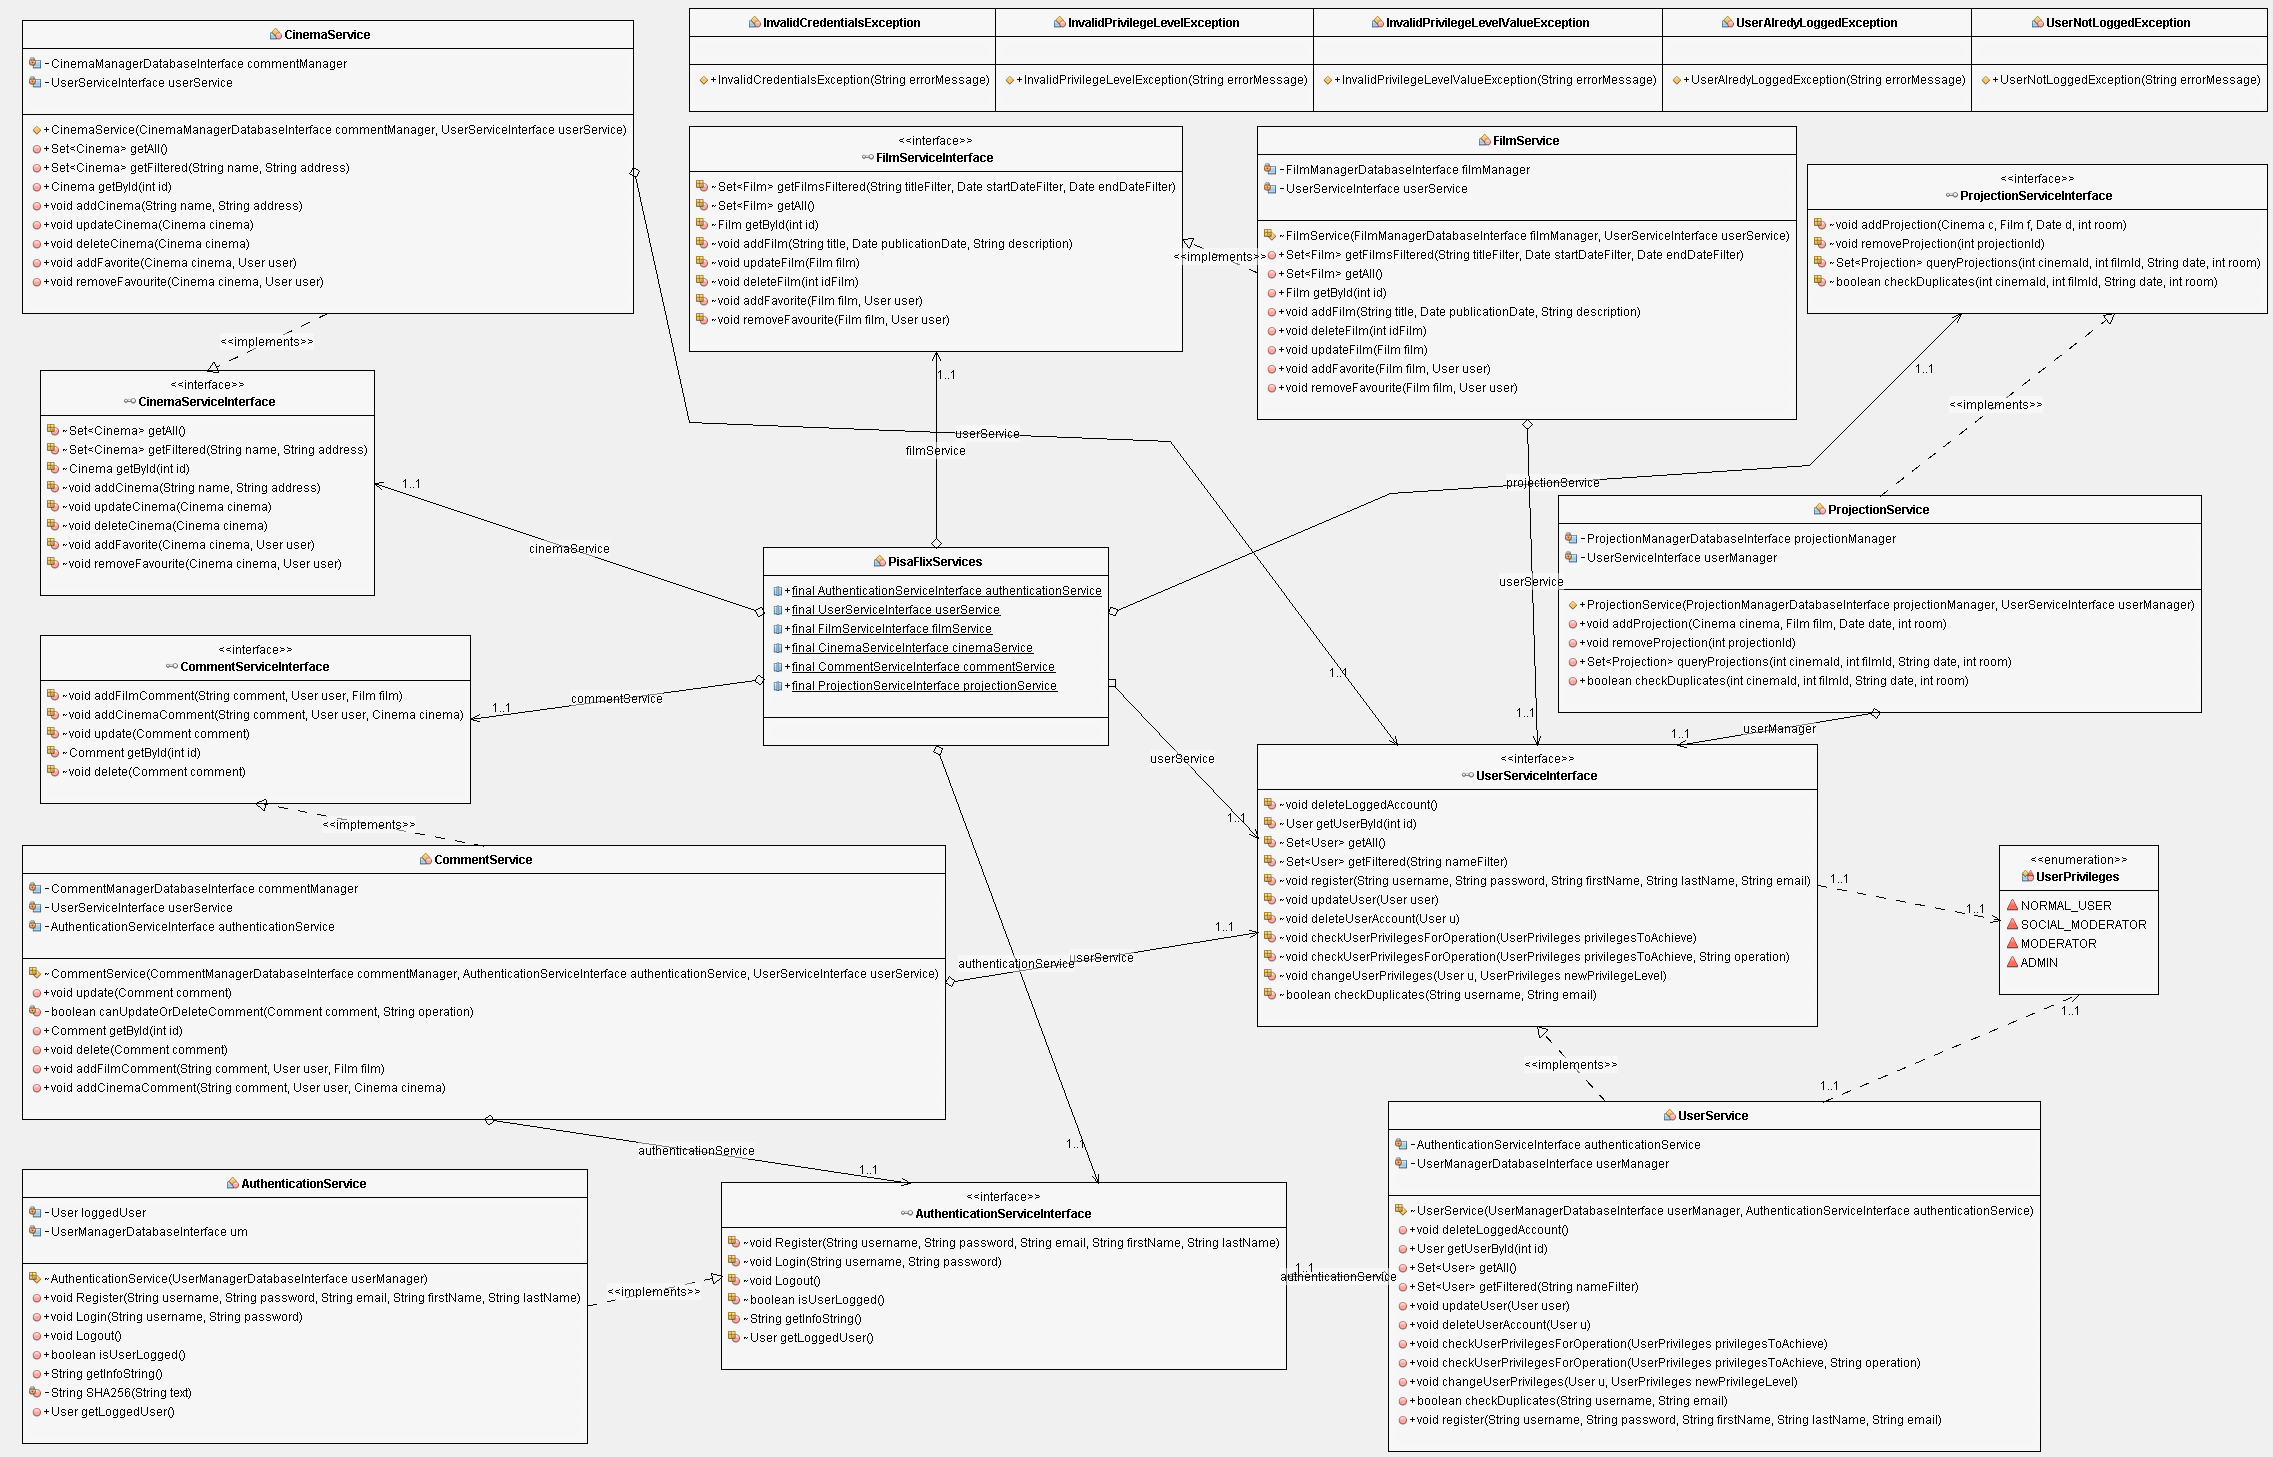 CinemaService
-CinemaManagerDatabaseInterface commentManager
-UserServiceInterface userService
+CinemaService(CinemaManagerDatabaseInterface commentManager, UserServiceInterface userService)
+Set<Cinema> getAll()
+Set<Cinema> getFiltered(String name, String address)
+Cinema getById(int id)
+void addCinema(String name, String address)
+void updateCinema(Cinema cinema)
+void deleteCinema(Cinema cinema)
+void addFavorite(Cinema cinema, User user)
+void removeFavourite(Cinema cinema, User user)
InvalidCredentialsException
+InvalidCredentialsException(String errorMessage)
InvalidPrivilegeLevelException
+InvalidPrivilegeLevelException(String errorMessage)
InvalidPrivilegeLevelValueException
+InvalidPrivilegeLevelValueException(String errorMessage)
UserAlredyLoggedException
+UserAlredyLoggedException(String errorMessage)
UserNotLoggedException
+UserNotLoggedException(String errorMessage)
<<interface>>
FilmServiceInterface
~Set<Film> getFilmsFiltered(String titleFilter, Date startDateFilter, Date endDateFilter)
~Set<Film> getAll()
~Film getById(int id)
~void addFilm(String title, Date publicationDate, String description)
~void updateFilm(Film film)
~void deleteFilm(int idFilm)
~void addFavorite(Film film, User user)
~void removeFavourite(Film film, User user)
<<implements>>
FilmService
-FilmManagerDatabaseInterface filmManager
-UserServiceInterface userService
~FilmService(FilmManagerDatabaseInterface filmManager, UserServiceInterface userService)
+Set<Film> getFilmsFiltered(String titleFilter, Date startDateFilter, Date endDateFilter)
+Set<Film> getAll()
+Film getById(int id)
+void addFilm(String title, Date publicationDate, String description)
+void deleteFilm(int idFilm)
+void updateFilm(Film film)
+void addFavorite(Film film, User user)
+void removeFavourite(Film film, User user)
<<interface>>
ProjectionServiceInterface
~void addProjection(Cinema c, Film f, Date d, int room)
~void removeProjection(int projectionId)
~Set<Projection> queryProjections(int cinemaId, int filmId, String date, int room)
~boolean checkDuplicates(int cinemaId, int filmId, String date, int room)
<<implements>>
1..1
1..1
<<implements>>
<<interface>>
CinemaServiceInterface
~Set<Cinema> getAll()
~Set<Cinema> getFiltered(String name, String address)
~Cinema getById(int id)
~void addCinema(String name, String address)
~void updateCinema(Cinema cinema)
~void deleteCinema(Cinema cinema)
~void addFavorite(Cinema cinema, User user)
~void removeFavourite(Cinema cinema, User user)
userService
filmService
1..1
projectionService
cinemaService
userService
PisaFlixServices
+final AuthenticationServiceInterface authenticationService
+final UserServiceInterface userService
+final FilmServiceInterface filmService
+final CinemaServiceInterface cinemaService
+final CommentServiceInterface commentService
+final ProjectionServiceInterface projectionService
ProjectionService
-ProjectionManagerDatabaseInterface projectionManager
-UserServiceInterface userManager
+ProjectionService(ProjectionManagerDatabaseInterface projectionManager, UserServiceInterface userManager)
+void addProjection(Cinema cinema, Film film, Date date, int room)
+void removeProjection(int projectionId)
+Set<Projection> queryProjections(int cinemaId, int filmId, String date, int room)
+boolean checkDuplicates(int cinemaId, int filmId, String date, int room)
<<interface>>
CommentServiceInterface
~void addFilmComment(String comment, User user, Film film)
~void addCinemaComment(String comment, User user, Cinema cinema)
~void update(Comment comment)
~Comment getById(int id)
~void delete(Comment comment)
1..1
commentService
1..1
1..1
1..1
userManager
userService
1..1
<<implements>>
<<interface>>
UserServiceInterface
~void deleteLoggedAccount()
~User getUserById(int id)
~Set<User> getAll()
~Set<User> getFiltered(String nameFilter)
~void register(String username, String password, String firstName, String lastName, String email)
~void updateUser(User user)
~void deleteUserAccount(User u)
~void checkUserPrivilegesForOperation(UserPrivileges privilegesToAchieve)
~void checkUserPrivilegesForOperation(UserPrivileges privilegesToAchieve, String operation)
~void changeUserPrivileges(User u, UserPrivileges newPrivilegeLevel)
~boolean checkDuplicates(String username, String email)
1..1
1..1
<<enumeration>>
UserPrivileges
NORMAL_USER
SOCIAL_MODERATOR
MODERATOR
ADMIN
CommentService
-CommentManagerDatabaseInterface commentManager
-UserServiceInterface userService
-AuthenticationServiceInterface authenticationService
~CommentService(CommentManagerDatabaseInterface commentManager, AuthenticationServiceInterface authenticationService, UserServiceInterface userService)
+void update(Comment comment)
-boolean canUpdateOrDeleteComment(Comment comment, String operation)
+Comment getById(int id)
+void delete(Comment comment)
+void addFilmComment(String comment, User user, Film film)
+void addCinemaComment(String comment, User user, Cinema cinema)
1..1
userService
authenticationService
1..1
<<implements>>
1..1
1..1
authenticationService
1..1
AuthenticationService
-User loggedUser
-UserManagerDatabaseInterface um
~AuthenticationService(UserManagerDatabaseInterface userManager)
+void Register(String username, String password, String email, String firstName, String lastName)
+void Login(String username, String password)
+void Logout()
+boolean isUserLogged()
+String getInfoString()
-String SHA256(String text)
+User getLoggedUser()
<<implements>>
<<interface>>
AuthenticationServiceInterface
~void Register(String username, String password, String email, String firstName, String lastName)
~void Login(String username, String password)
~void Logout()
~boolean isUserLogged()
~String getInfoString()
~User getLoggedUser()
1..1
authenticationService
UserService
-AuthenticationServiceInterface authenticationService
-UserManagerDatabaseInterface userManager
~UserService(UserManagerDatabaseInterface userManager, AuthenticationServiceInterface authenticationService)
+void deleteLoggedAccount()
+User getUserById(int id)
+Set<User> getAll()
+Set<User> getFiltered(String nameFilter)
+void updateUser(User user)
+void deleteUserAccount(User u)
+void checkUserPrivilegesForOperation(UserPrivileges privilegesToAchieve)
+void checkUserPrivilegesForOperation(UserPrivileges privilegesToAchieve, String operation)
+void changeUserPrivileges(User u, UserPrivileges newPrivilegeLevel)
+boolean checkDuplicates(String username, String email)
+void register(String username, String password, String firstName, String lastName, String email)